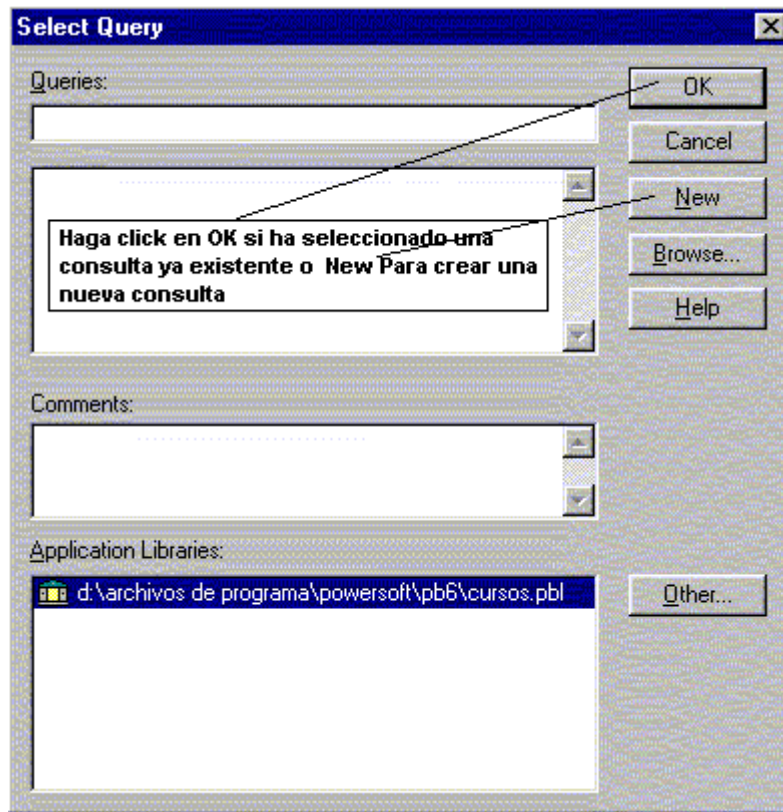 Select Query
Queries:
OK
Cancel
New
Haga click en OK si ha seleccionado una
consulta ya existente o New Para crear una
nueva consulta
Browse...
Help
Comments:
Application Libraries:
d:\archivos de programa\powersoft\pb6\cursos.pbl
Other...